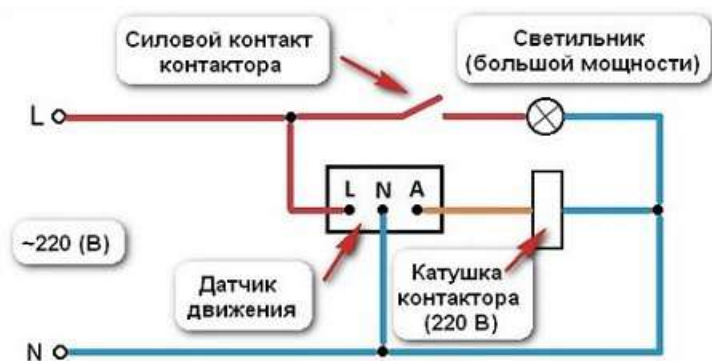 Силовой контакт
контактора
Светильник
(большой мощности)
L
L N A
~220 (В)
Датчик
движения
Катушка
контактора
(220 В)
N